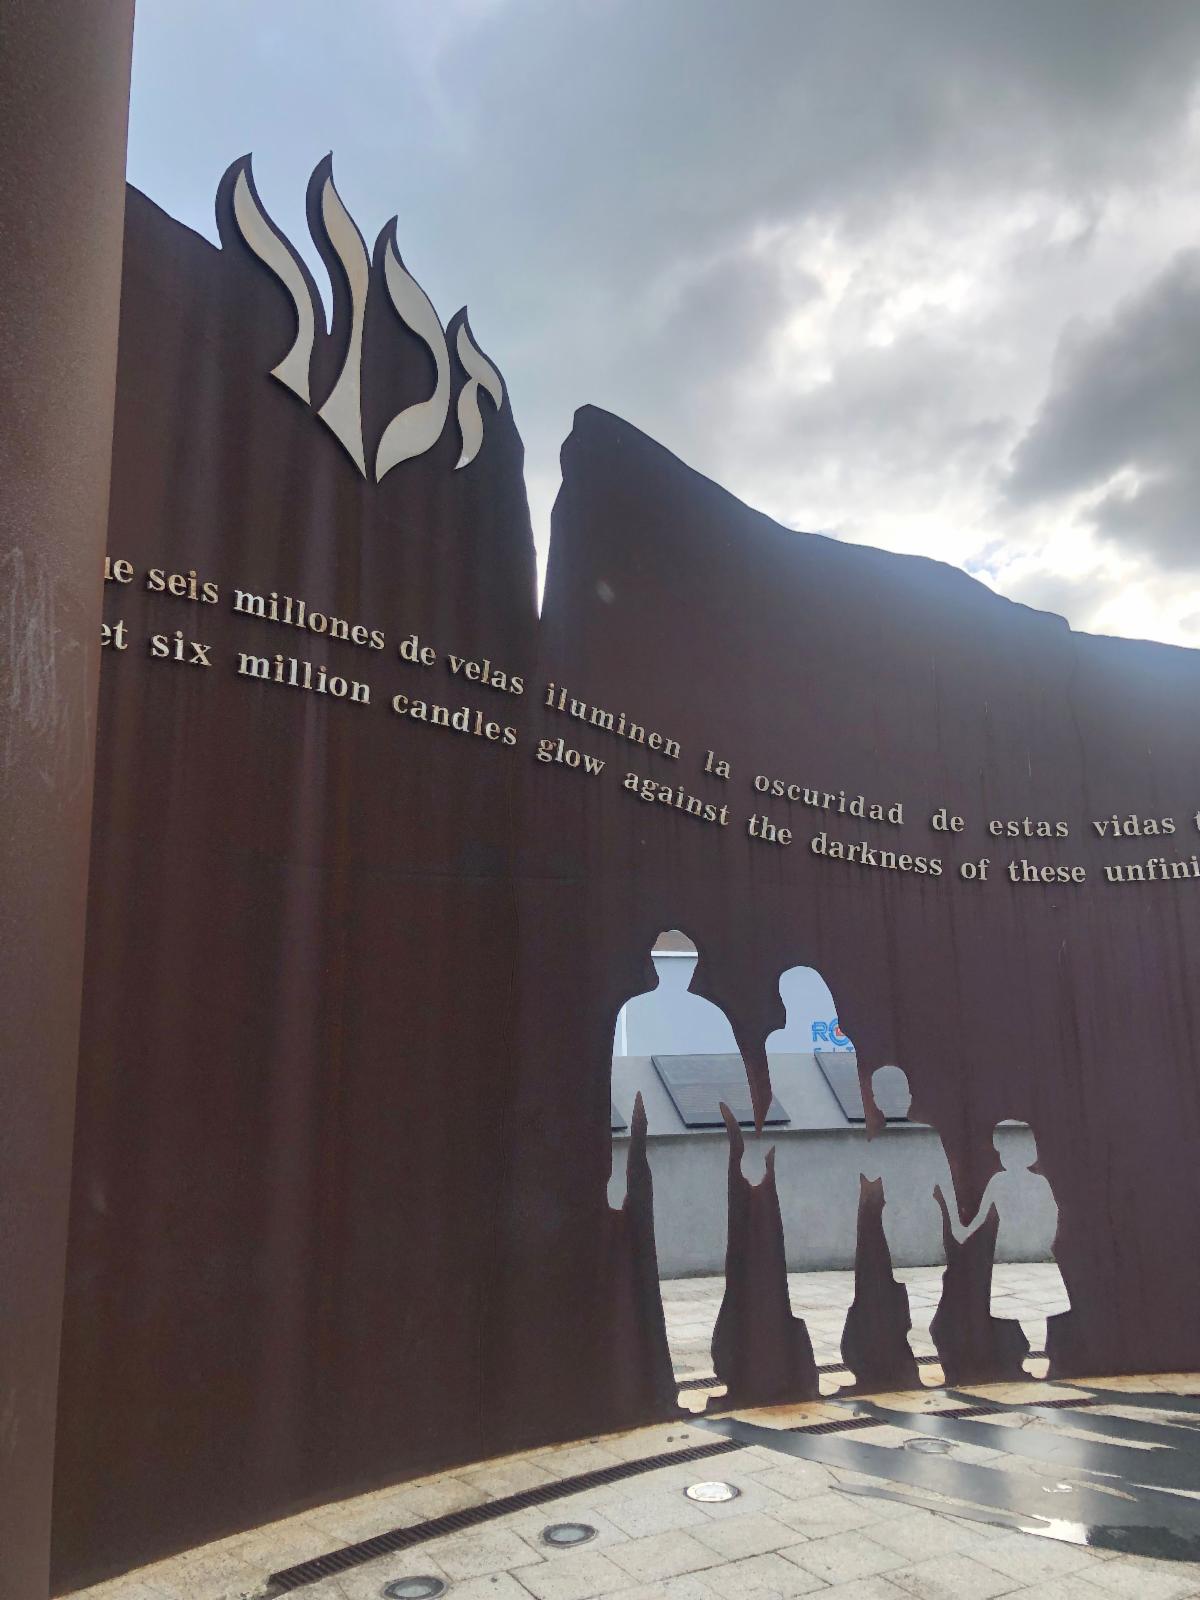 זכור
seis millones de velas iluminen la oscuridad de estas vidas
six million candles glow against the darkness of these